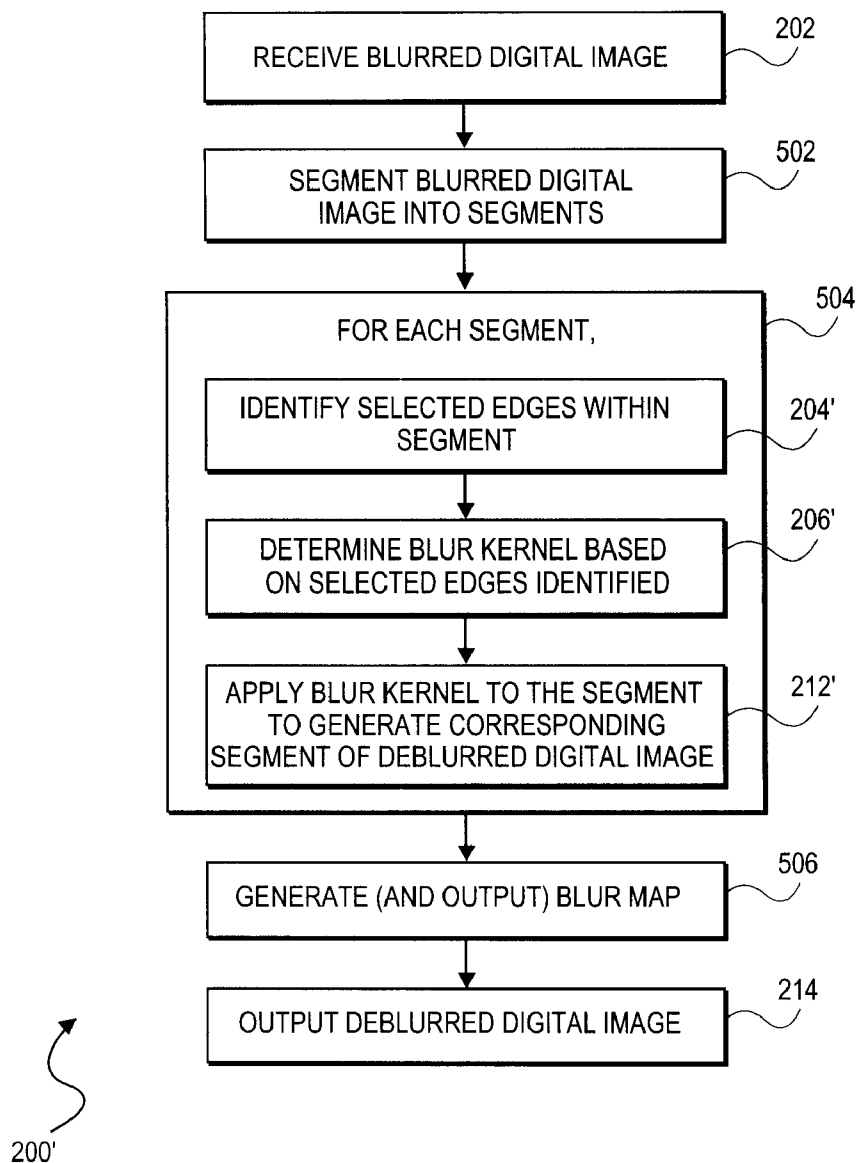 RECEIVE BLURRED DIGITAL IMAGE
202
SEGMENT BLURRED DIGITAL
IMAGE INTO SEGMENTS
502
FOR EACH SEGMENT,
504
IDENTIFY SELECTED EDGES WITHIN
SEGMENT
204'
DETERMINE BLUR KERNEL BASED
ON SELECTED EDGES IDENTIFIED
206'
APPLY BLUR KERNEL TO THE SEGMENT
TO GENERATE CORRESPONDING
SEGMENT OF DEBLURRED DIGITAL IMAGE
212'
GENERATE (AND OUTPUT) BLUR MAP
506
OUTPUT DEBLURRED DIGITAL IMAGE
214
200'